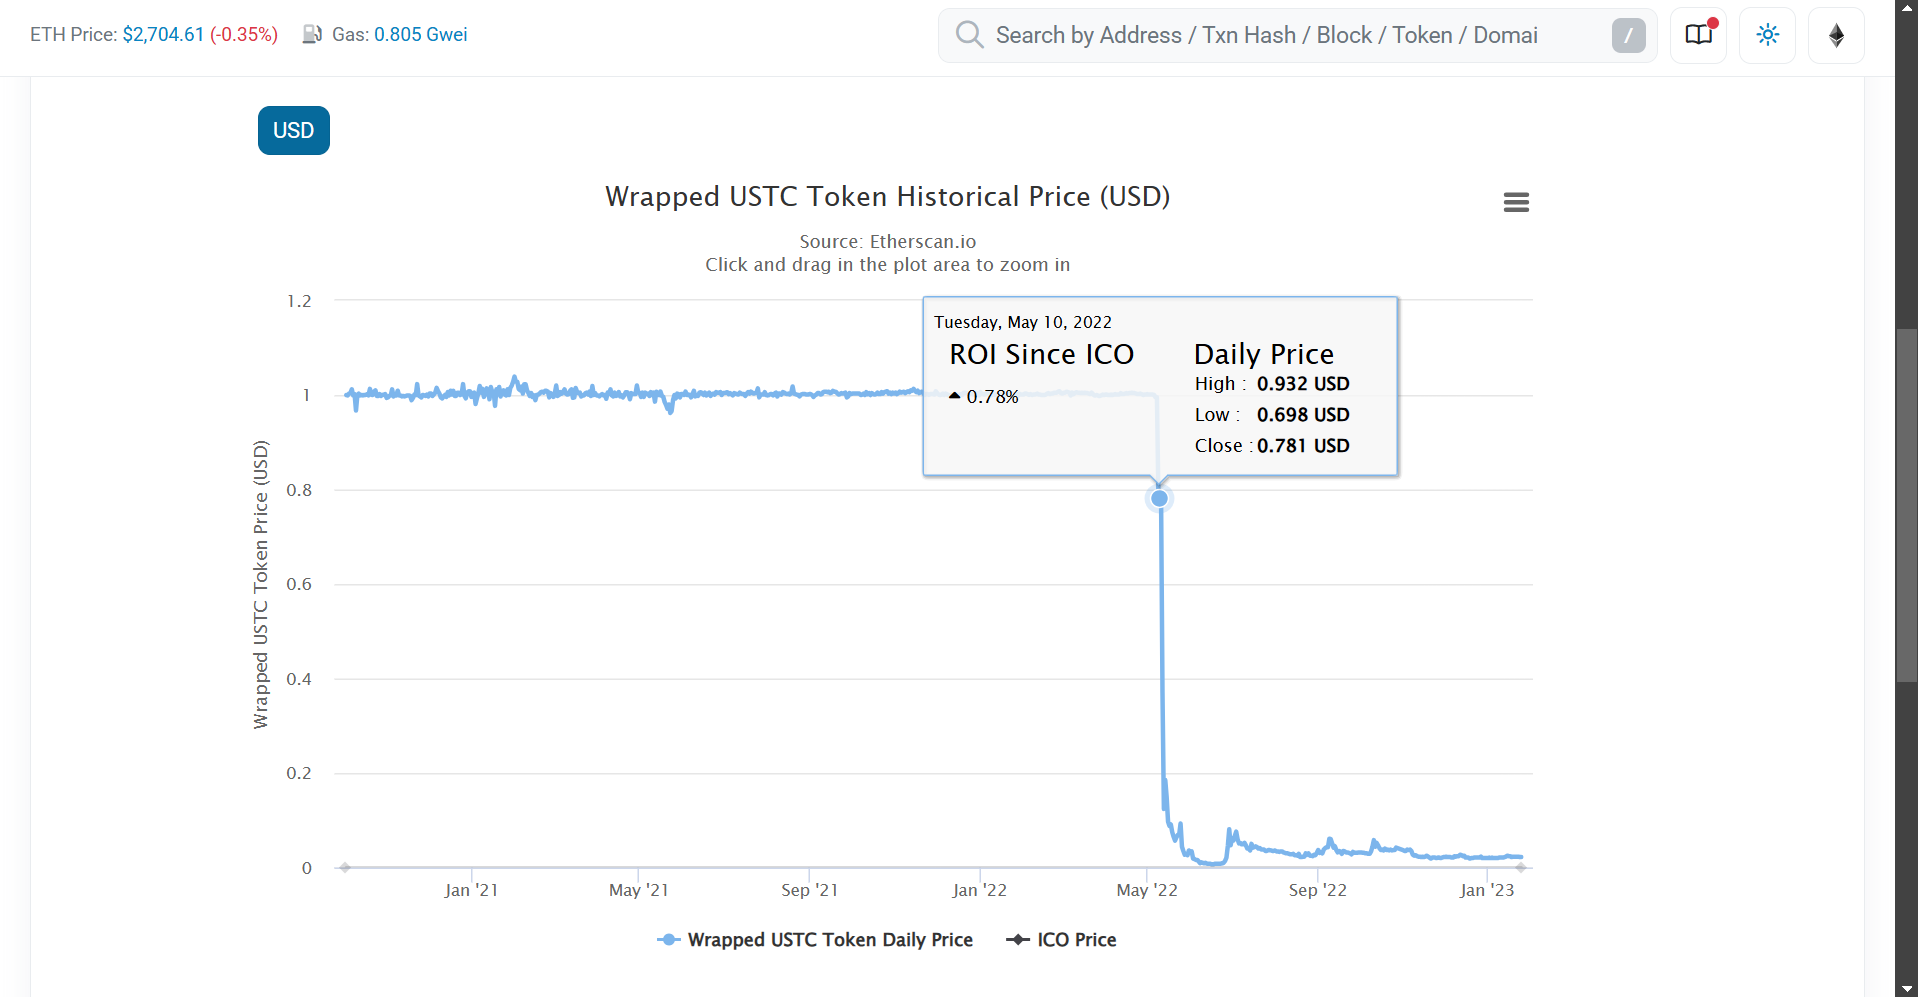 ETH Price: $2,704.61 (-0.35%) Gas: 0.805 Gwei
Search by Address / Txn Hash / Block / Token / Domai /
USD
Wrapped USTC Token Historical Price (USD)
Source: Etherscan.io
Click and drag in the plot area to zoom in
Wrapped USTC Token Price (USD)
1.2
1
0.8
0.6
0.4
0.2
0
Tuesday, May 10, 2022
ROI Since ICO
0.78%
Daily Price
High : 0.932 USD
Low : 0.698 USD
Close : 0.781 USD
Jan '21 May '21 Sep '21 Jan '22 May '22 Sep '22 Jan '23
Wrapped USTC Token Daily Price ICO Price